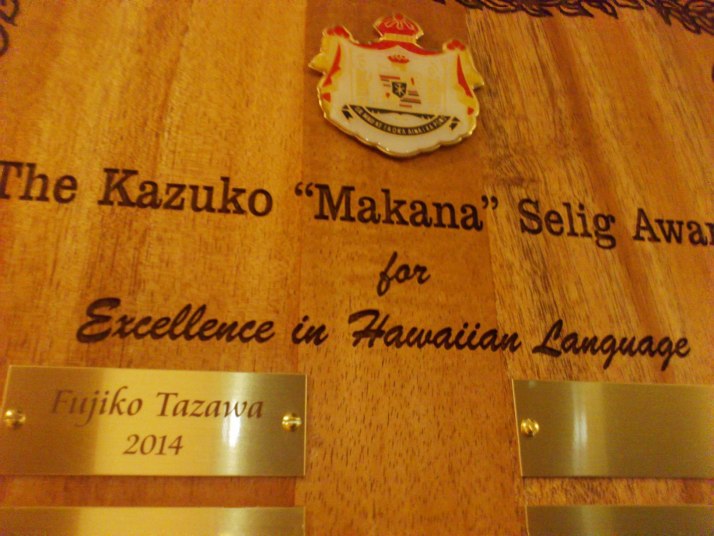 The Kazuko “Makana” Selig Awar
for
Excellence in Hawaiian Language
Fujiko Tazawa
2014